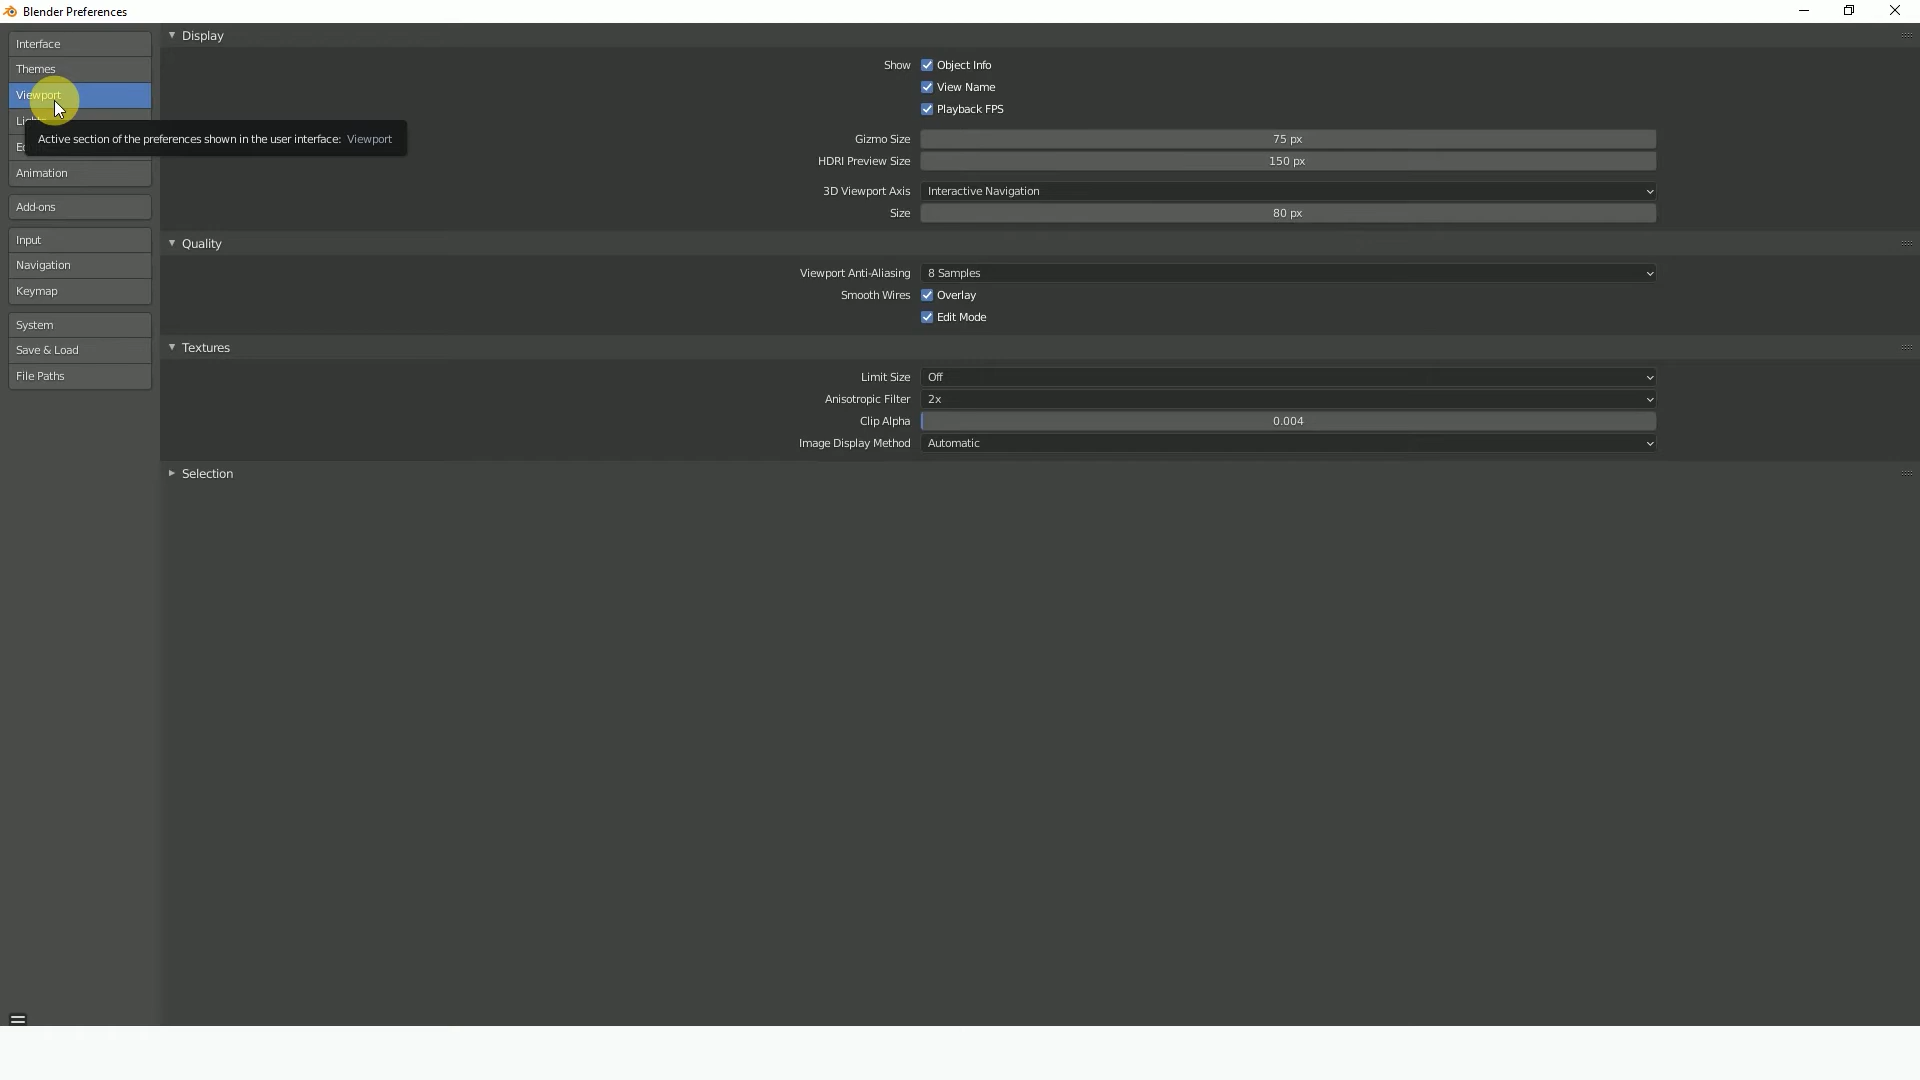 Blender Preferences
Interface
Themes
Viewport
Animation
Add-ons
Input
Navigation
Keymap
System
Save & Load
File Paths
Active section of the preferences shown in the user interface: Viewport
Display
Show Object Info
View Name
Playback FPS
Gizmo Size 75 px
HDRI Preview Size 150 px
3D Viewport Axis Interactive Navigation
Size 80 px
Quality
Viewport Anti-Aliasing 8 Samples
Smooth Wires Overlay
Edit Mode
Textures
Limit Size Off
Anisotropic Filter 2x
Clip Alpha 0.004
Image Display Method Automatic
Selection